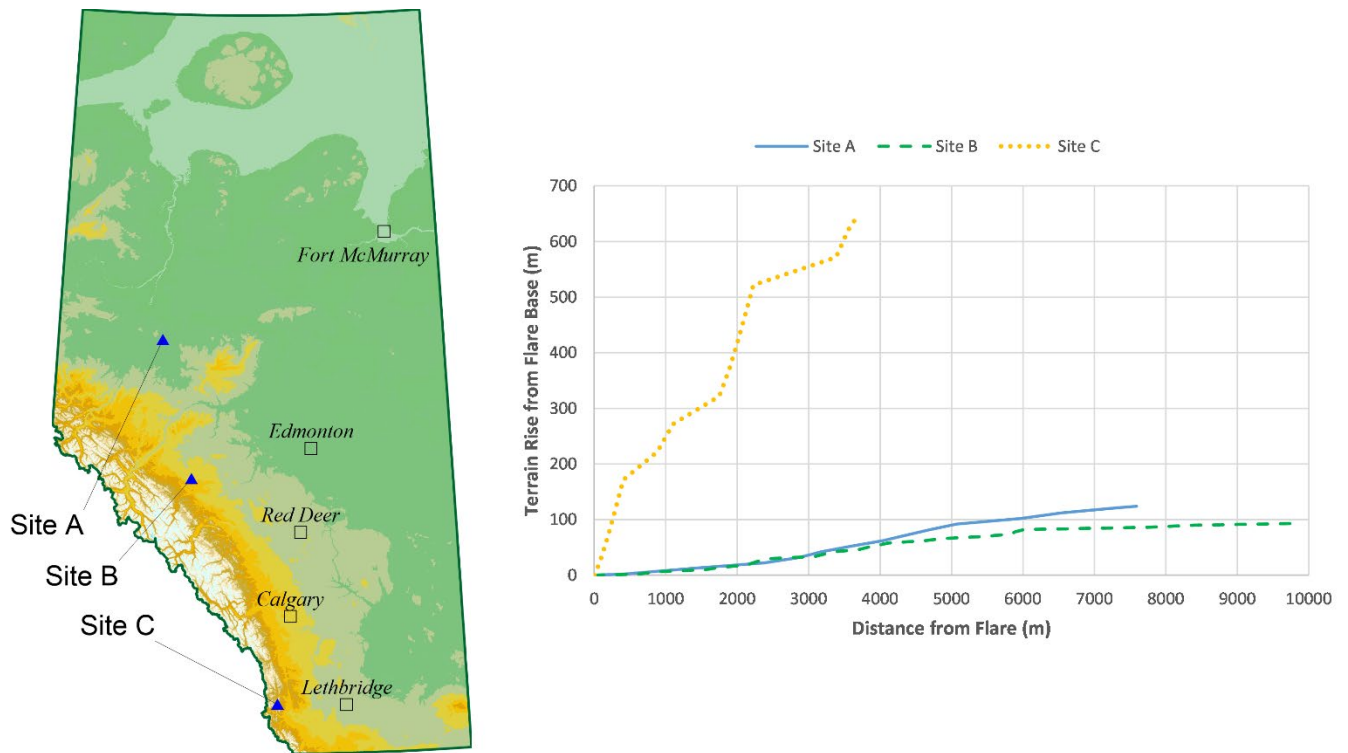 Fort McMurray
Edmonton
Site A
Red Deer
Site B
Calgary
Site C
Lethbridge
Site A Site B Site C
Terrain Rise from Flare Base (m)
700
600
500
400
300
200
100
0
0 1000 2000 3000 4000 5000 6000 7000 8000 9000 10000
Distance from Flare (m)